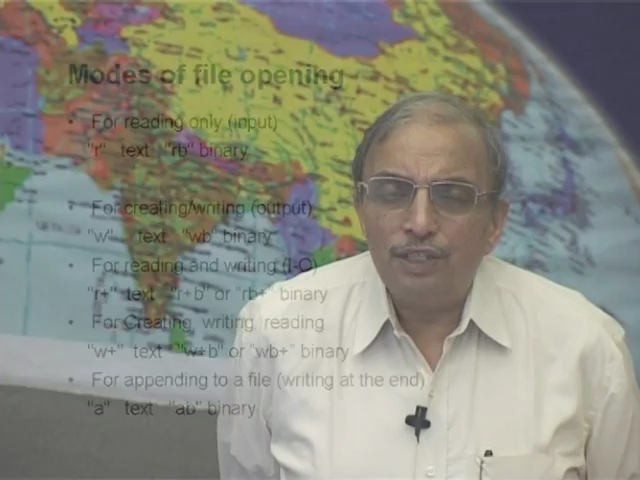 Modes of file opening
• For reading only (input)
"r" text "rb" binary
• For creating/writing (output)
"w" text "wb" binary
• For reading and writing (I-O)
"r+" text "r+b" or "rb+" binary
• For Creating, writing, reading
"w+" text "w+b" or "wb+" binary
• For appending to a file (writing at the end)
"a" text "ab" binary